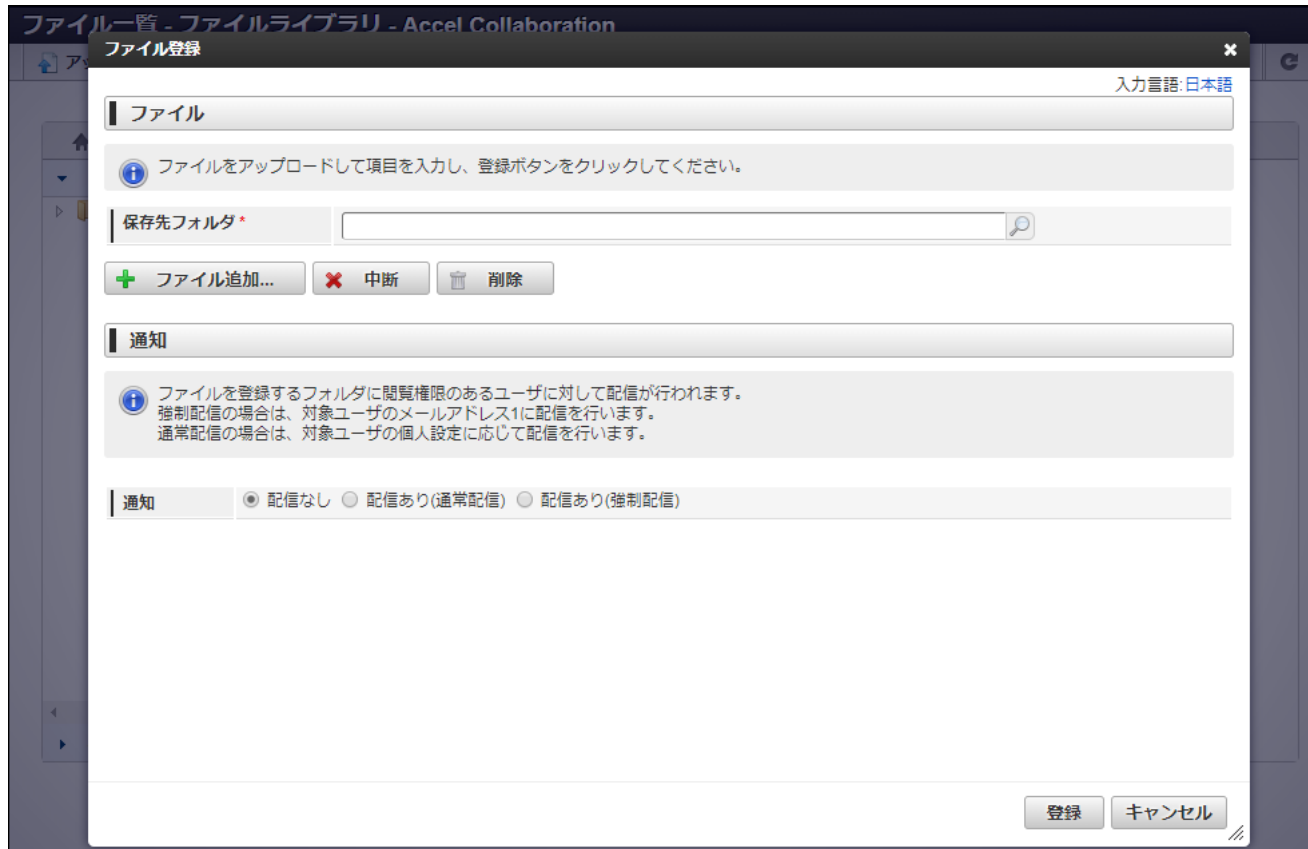 ファイル一覧 - ファイルライブラリ - Accel Collaboration
ファイル登録
入力言語:日本語
ファイル
ファイルをアップロードして項目を入力し、登録ボタンをクリックしてください。
保存先フォルダ*
ファイル追加... 中断 削除
通知
ファイルを登録するフォルダに閲覧権限のあるユーザに対して配信が行われます。
強制配信の場合は、対象ユーザのメールアドレス1に配信を行います。
通常配信の場合は、対象ユーザの個人設定に応じて配信を行います。
通知 配信なし 配信あり(通常配信) 配信あり(強制配信)
登録 キャンセル